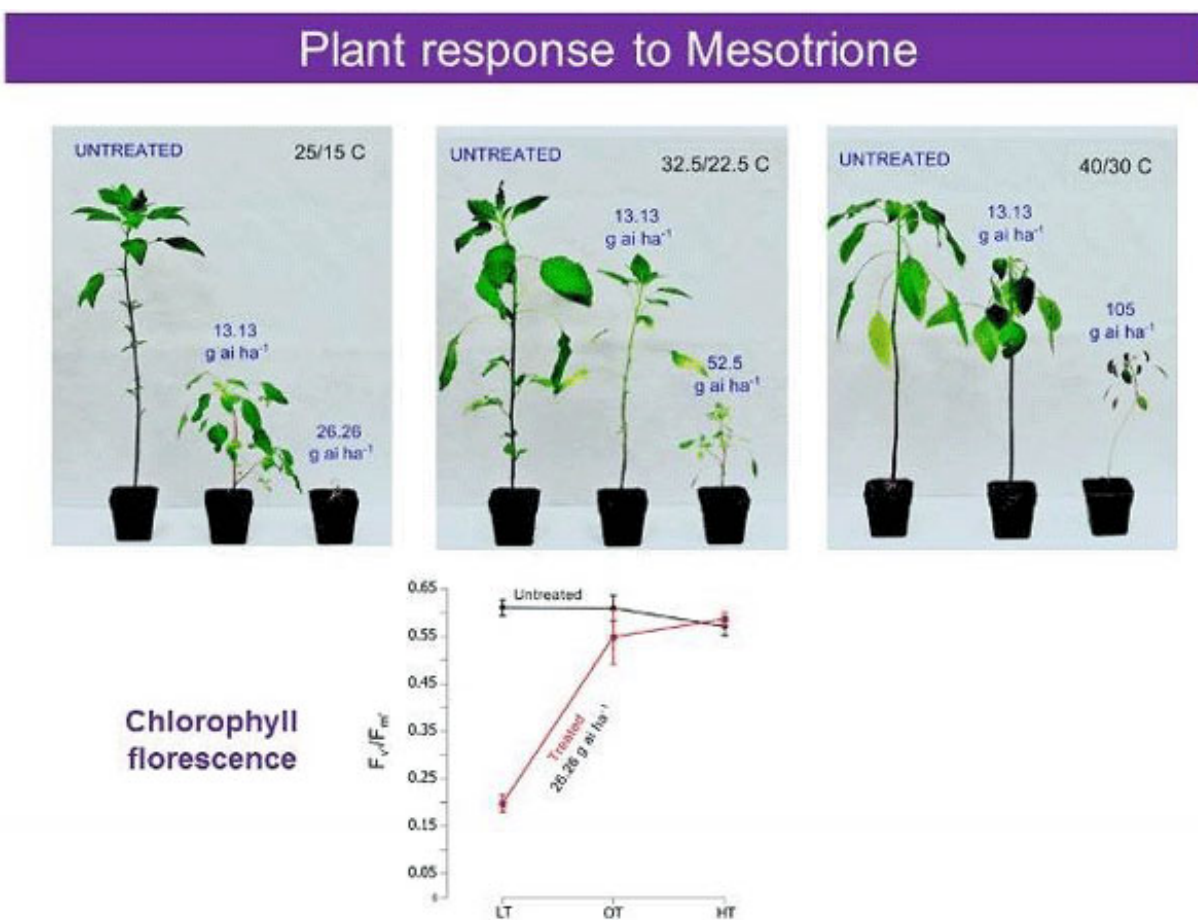 Plant response to Mesotrione
UNTREATED
25/15 C
13.13
g ai ha⁻¹
26.26
g ai ha⁻¹
UNTREATED
32.5/22.5 C
13.13
g ai ha⁻¹
52.5
g ai ha⁻¹
UNTREATED
40/30 C
13.13
g ai ha⁻¹
105
g ai ha⁻¹
Chlorophyll
florescence
Fᵥ'/Fₘ'
0.65
0.55
0.45
0.35
0.25
0.15
0.05
Untreated
Treated
26.26 g ai ha⁻¹
LT
OT
HT